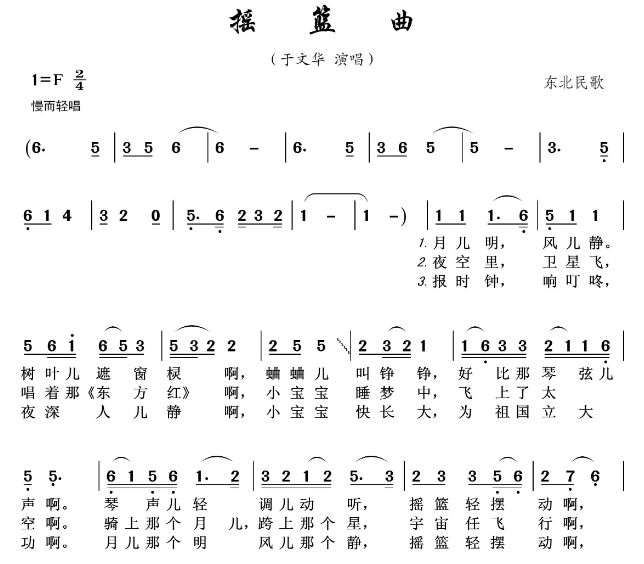 摇篮曲
（于文华 演唱）
1=F 2/4
东北民歌
慢而轻唱
(6. 5 | 3 5 6 | 6 - | 6. 5 | 3 6 5 | 5 - | 3. 5 |
6 1 4 | 3 2 0 | 5. 6 2 3 2 | 1 - | 1 -) | 1 1 1. 6 | 5 1 1 |
1. 月儿明， 风儿静。
2. 夜空里， 卫星飞，
3. 报时钟， 响叮咚，
5 6 1 6 5 3 | 5 3 2 2 | 2 5 5 | 2 3 2 1 | 1 6 3 3 | 2 1 1 6 |
树叶儿遮窗棂啊，蛐蛐儿叫铮铮，好比那琴弦儿
唱着那《东方红》啊，小宝宝睡梦中，飞上了太
夜深人儿静啊，小宝宝快长大，为祖国立大
5 5. | 6 1 5 6 1. 2 | 3 2 1 2 5. 3 | 2 3 3 5 6 | 2 7 6 |
声啊。琴声儿轻 调儿动听，摇篮轻摆动啊，
空啊。骑上那个月儿，跨上那个星，宇宙任飞行啊，
功啊。月儿那个明 风儿那个静，摇篮轻摆动啊，